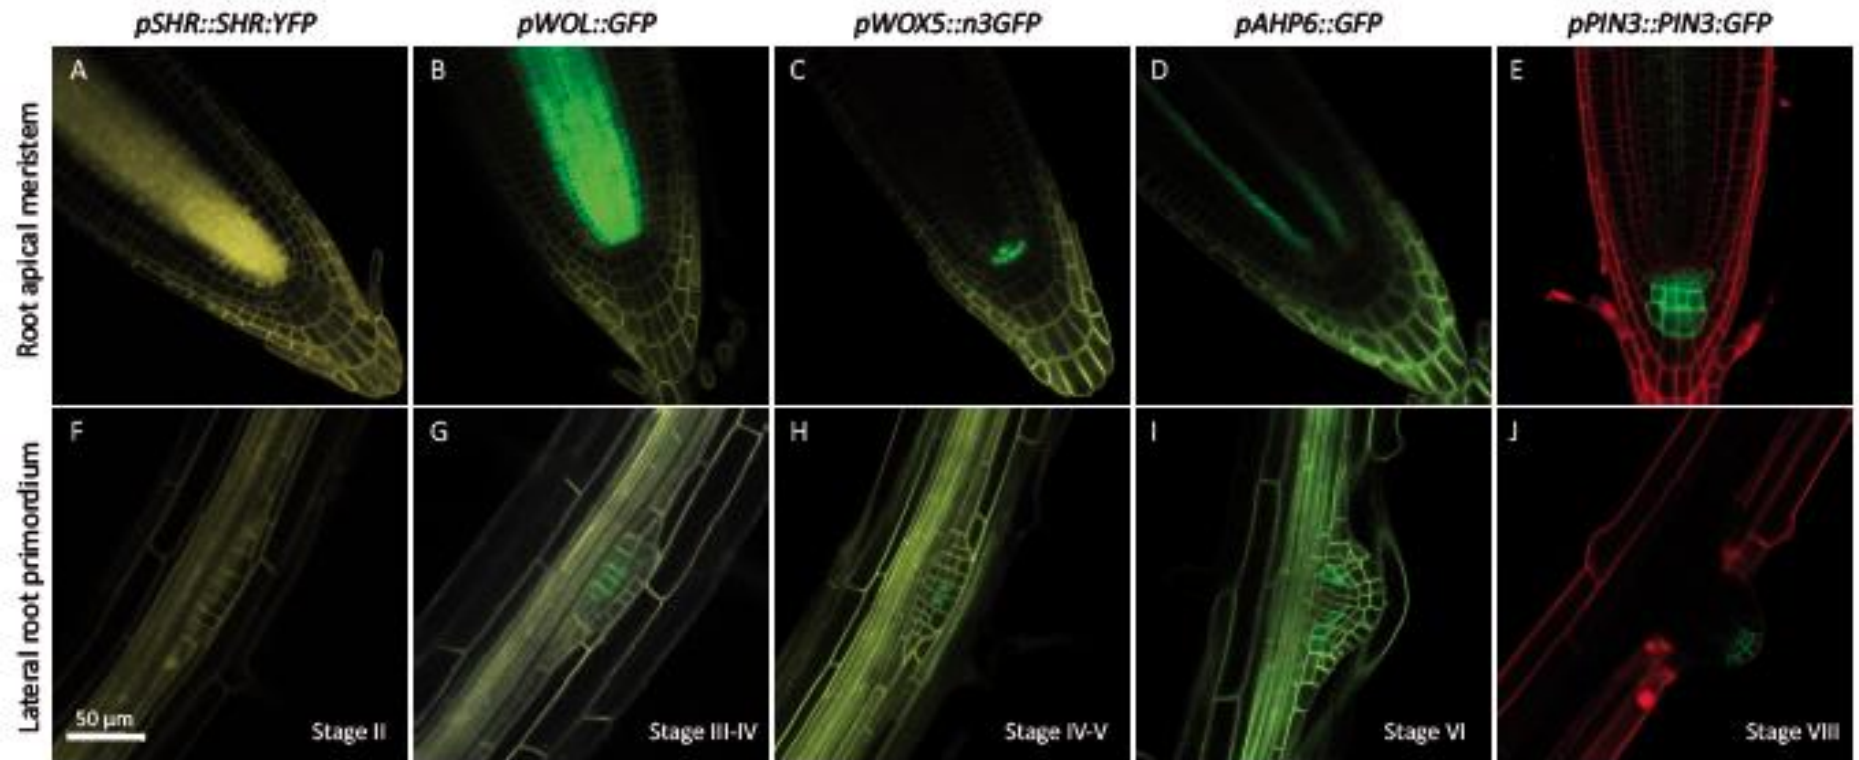 pSHR::SHR:YFP
pWOL::GFP
pWOX5::n3GFP
pAHP6::GFP
pPIN3::PIN3:GFP
Root apical meristem
A
B
C
D
E
Lateral root primordium
F
G
H
I
J
50 µm
Stage II
Stage III-IV
Stage IV-V
Stage VI
Stage VIII